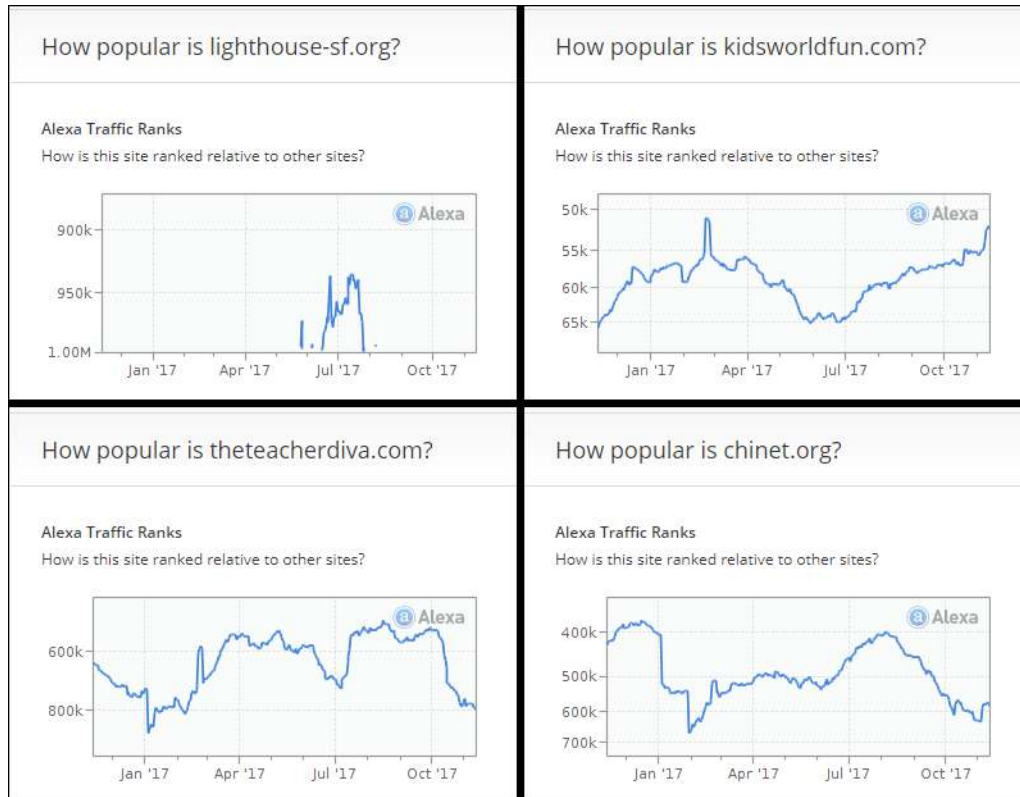 How popular is lighthouse-sf.org?
Alexa Traffic Ranks
How is this site ranked relative to other sites?
Alexa
900k
950k
1.00M
Jan '17 Apr '17 Jul '17 Oct '17
How popular is kidsworldfun.com?
Alexa Traffic Ranks
How is this site ranked relative to other sites?
Alexa
50k
55k
60k
65k
Jan '17 Apr '17 Jul '17 Oct '17
How popular is theteacherdiva.com?
Alexa Traffic Ranks
How is this site ranked relative to other sites?
Alexa
600k
800k
Jan '17 Apr '17 Jul '17 Oct '17
How popular is chinet.org?
Alexa Traffic Ranks
How is this site ranked relative to other sites?
Alexa
400k
500k
600k
700k
Jan '17 Apr '17 Jul '17 Oct '17